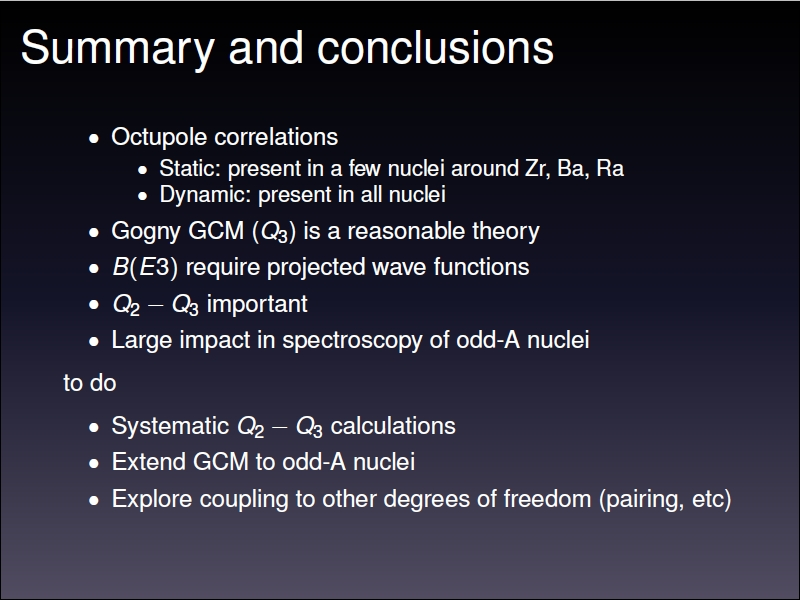 Summary and conclusions
• Octupole correlations
• Static: present in a few nuclei around Zr, Ba, Ra
• Dynamic: present in all nuclei
• Gogny GCM (Q₃) is a reasonable theory
• B(E3) require projected wave functions
• Q₂ − Q₃ important
• Large impact in spectroscopy of odd-A nuclei
to do
• Systematic Q₂ − Q₃ calculations
• Extend GCM to odd-A nuclei
• Explore coupling to other degrees of freedom (pairing, etc)